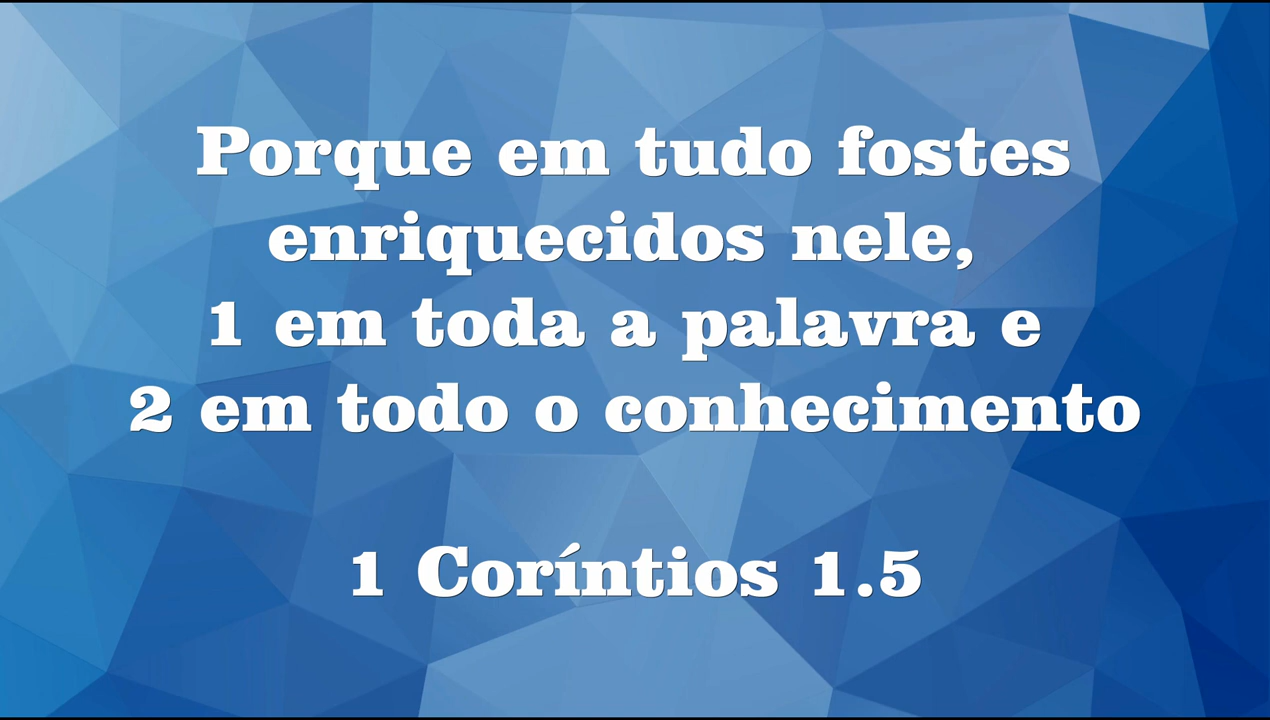 Porque em tudo fostes
enriquecidos nele,
1 em toda a palavra e
2 em todo o conhecimento
1 Coríntios 1.5